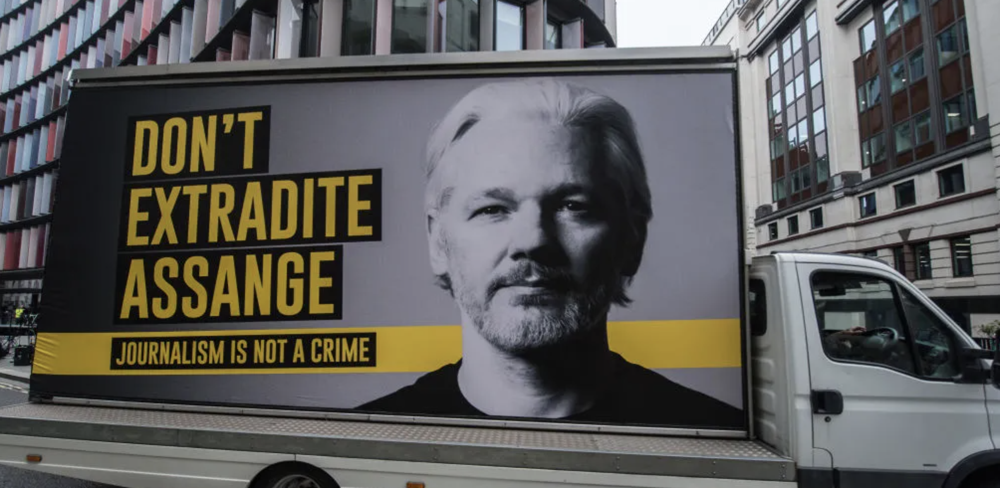 DON'T
EXTRADITE
ASSANGE
JOURNALISM IS NOT A CRIME